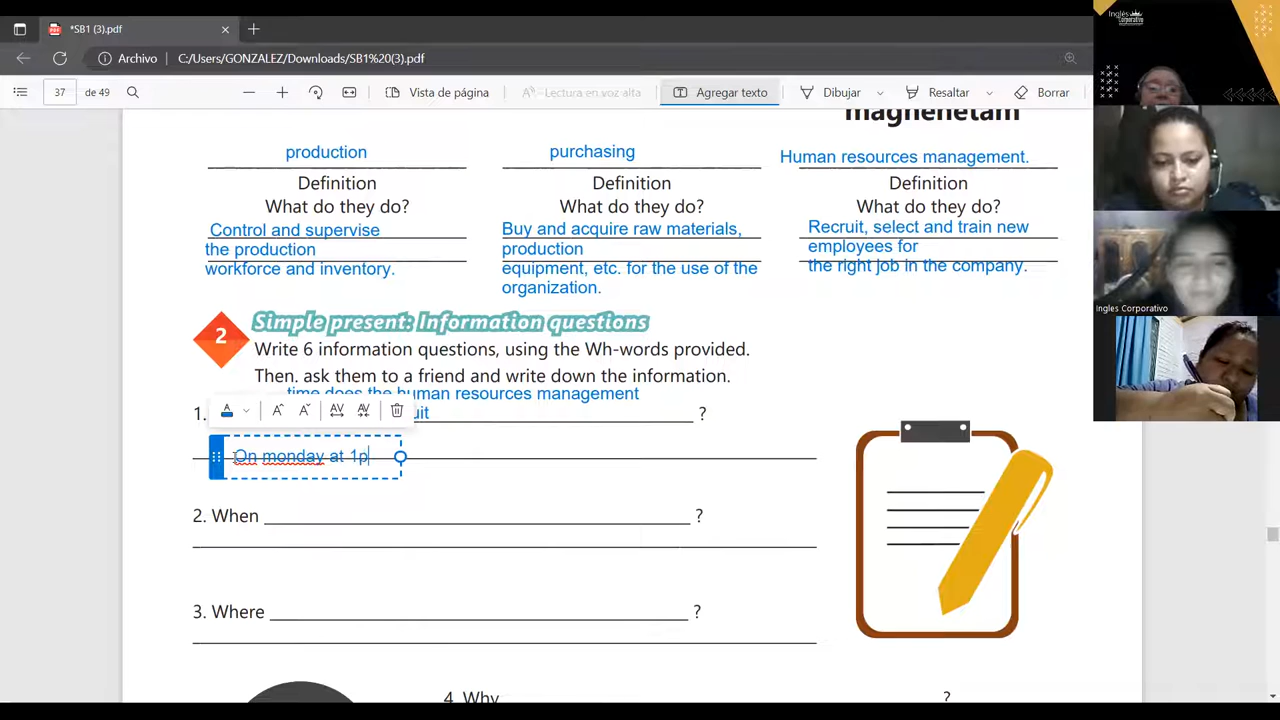 *SB1 (3).pdf
Archivo C:/Users/GONZALEZ/Downloads/SB1%20(3).pdf
37 de 49 Vista de página Lectura en voz alta Agregar texto Dibujar Resaltar Borrar
Inglés Corporativo
maghenetam
production purchasing Human resources management.
Definition Definition Definition
What do they do? What do they do? What do they do?
Control and supervise Buy and acquire raw materials, Recruit, select and train new
the production production employees for
workforce and inventory. equipment, etc. for the use of the the right job in the company.
organization.
2 Simple present: Information questions
Write 6 information questions, using the Wh-words provided.
Then, ask them to a friend and write down the information.
time does the human resources management
1. uit ?
On monday at 1p
2. When ?
3. Where ?
4. Why ?
Ingles Corporativo